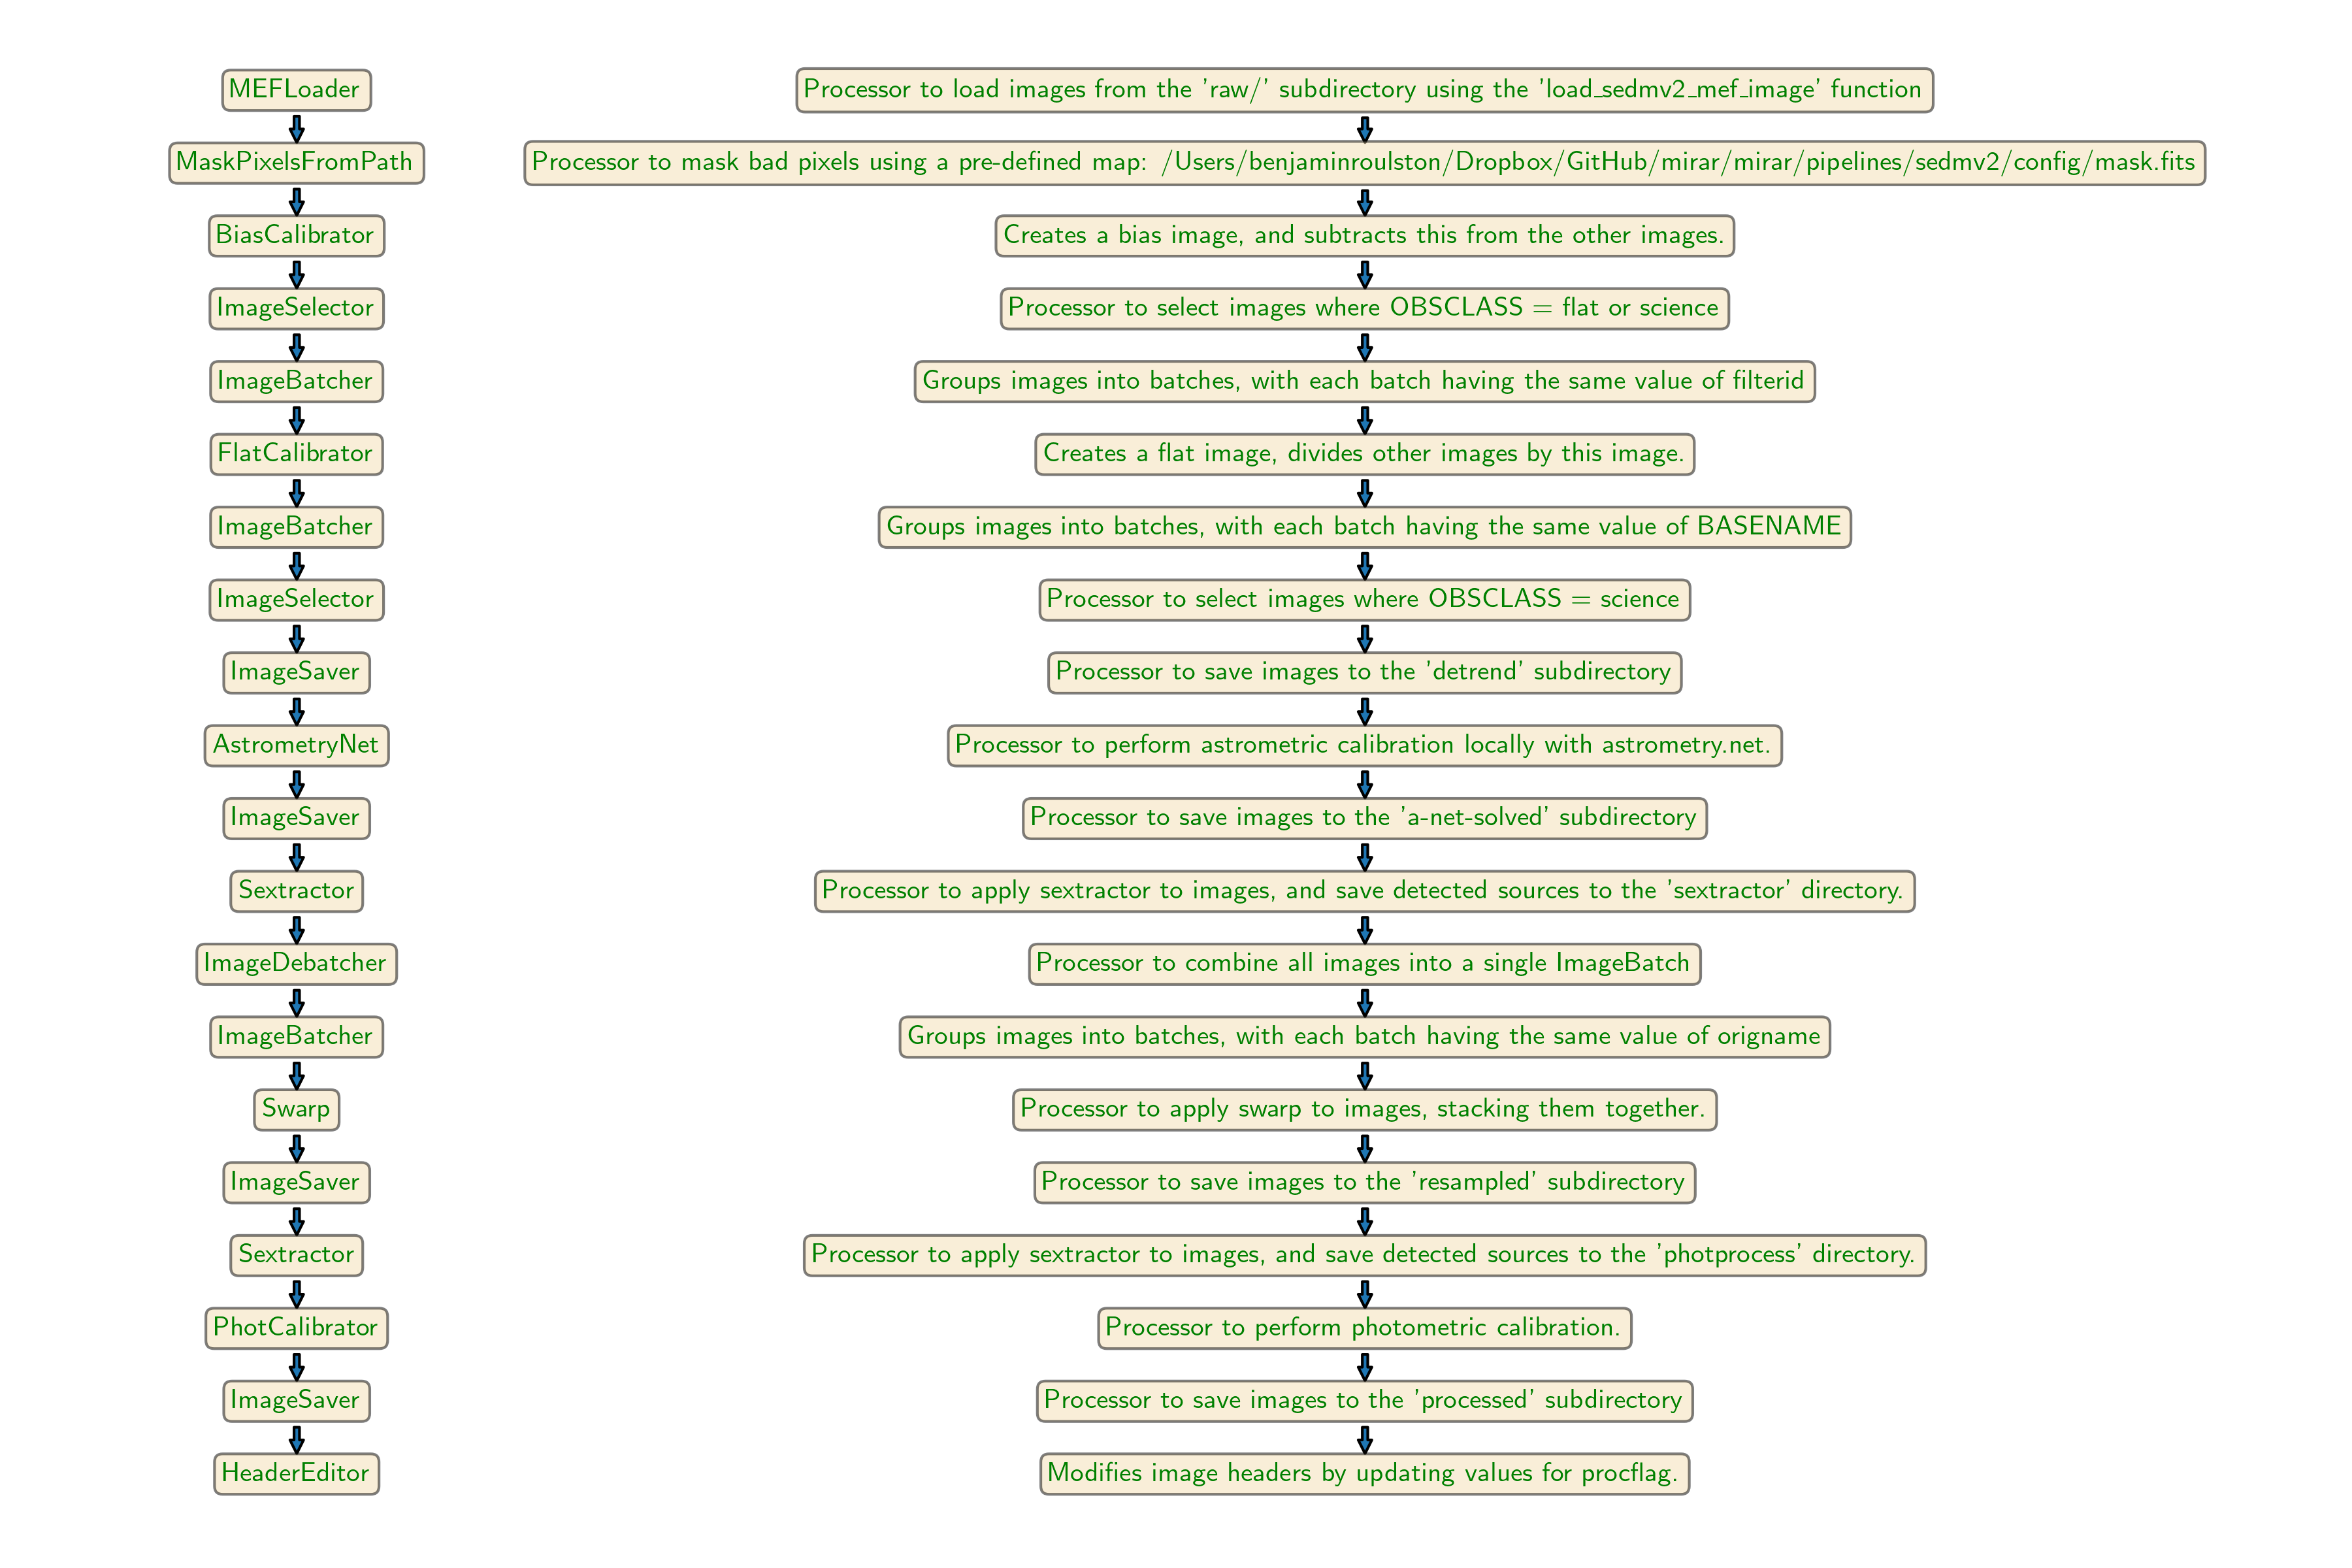 MEFLoader
Processor to load images from the 'raw/' subdirectory using the 'load_sedmv2_mef_image' function
MaskPixelsFromPath
Processor to mask bad pixels using a pre-defined map: /Users/benjaminroulston/Dropbox/GitHub/mirar/mirar/pipelines/sedmv2/config/mask.fits
BiasCalibrator
Creates a bias image, and subtracts this from the other images.
ImageSelector
Processor to select images where OBSCLASS = flat or science
ImageBatcher
Groups images into batches, with each batch having the same value of filterid
FlatCalibrator
Creates a flat image, divides other images by this image.
ImageBatcher
Groups images into batches, with each batch having the same value of BASENAME
ImageSelector
Processor to select images where OBSCLASS = science
ImageSaver
Processor to save images to the 'detrend' subdirectory
AstrometryNet
Processor to perform astrometric calibration locally with astrometry.net.
ImageSaver
Processor to save images to the 'a-net-solved' subdirectory
Sextractor
Processor to apply sextractor to images, and save detected sources to the 'sextractor' directory.
ImageDebatcher
Processor to combine all images into a single ImageBatch
ImageBatcher
Groups images into batches, with each batch having the same value of origname
Swarp
Processor to apply swarp to images, stacking them together.
ImageSaver
Processor to save images to the 'resampled' subdirectory
Sextractor
Processor to apply sextractor to images, and save detected sources to the 'photprocess' directory.
PhotCalibrator
Processor to perform photometric calibration.
ImageSaver
Processor to save images to the 'processed' subdirectory
HeaderEditor
Modifies image headers by updating values for procflag.